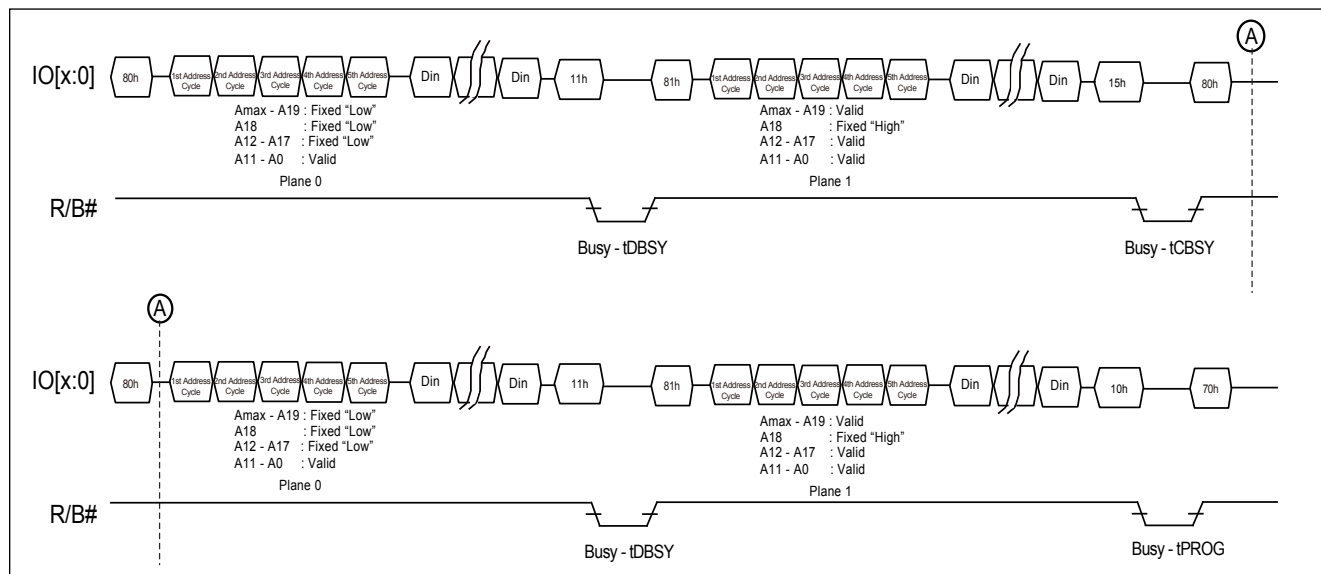 A
IO[x:0] 80h 1st Address Cycle 2nd Address Cycle 3rd Address Cycle 4th Address Cycle 5th Address Cycle Din Din 11h 81h 1st Address Cycle 2nd Address Cycle 3rd Address Cycle 4th Address Cycle 5th Address Cycle Din Din 15h 80h
Amax - A19 : Fixed “Low”
A18 : Fixed “Low”
A12 - A17 : Fixed “Low”
A11 - A0 : Valid
Plane 0
Amax - A19 : Valid
A18 : Fixed “High”
A12 - A17 : Valid
A11 - A0 : Valid
Plane 1
R/B#
Busy - tDBSY
Busy - tCBSY
A
IO[x:0] 80h 1st Address Cycle 2nd Address Cycle 3rd Address Cycle 4th Address Cycle 5th Address Cycle Din Din 11h 81h 1st Address Cycle 2nd Address Cycle 3rd Address Cycle 4th Address Cycle 5th Address Cycle Din Din 10h 70h
Amax - A19 : Fixed “Low”
A18 : Fixed “Low”
A12 - A17 : Fixed “Low”
A11 - A0 : Valid
Plane 0
Amax - A19 : Valid
A18 : Fixed “High”
A12 - A17 : Valid
A11 - A0 : Valid
Plane 1
R/B#
Busy - tDBSY
Busy - tPROG